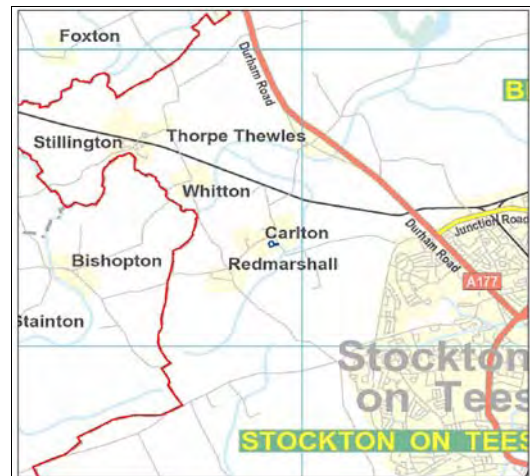 Foxton
Durham Road
B
Stillington
Thorpe Thewles
Whitton
Carlton
Junction Road
Durham Road
Bishopton
Redmarshall
A177
Stainton
Stockton
on Tees
STOCKTON ON TEES